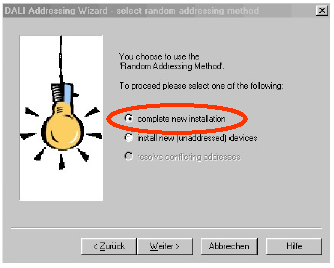 DALI Addressing Wizard - select random addressing method
You choose to use the
'Random Addressing Method'.
To proceed please select one of the following:
complete new installation
install new (unaddressed) devices
resolve conflicting addresses
< Zurück
Weiter >
Abbrechen
Hilfe